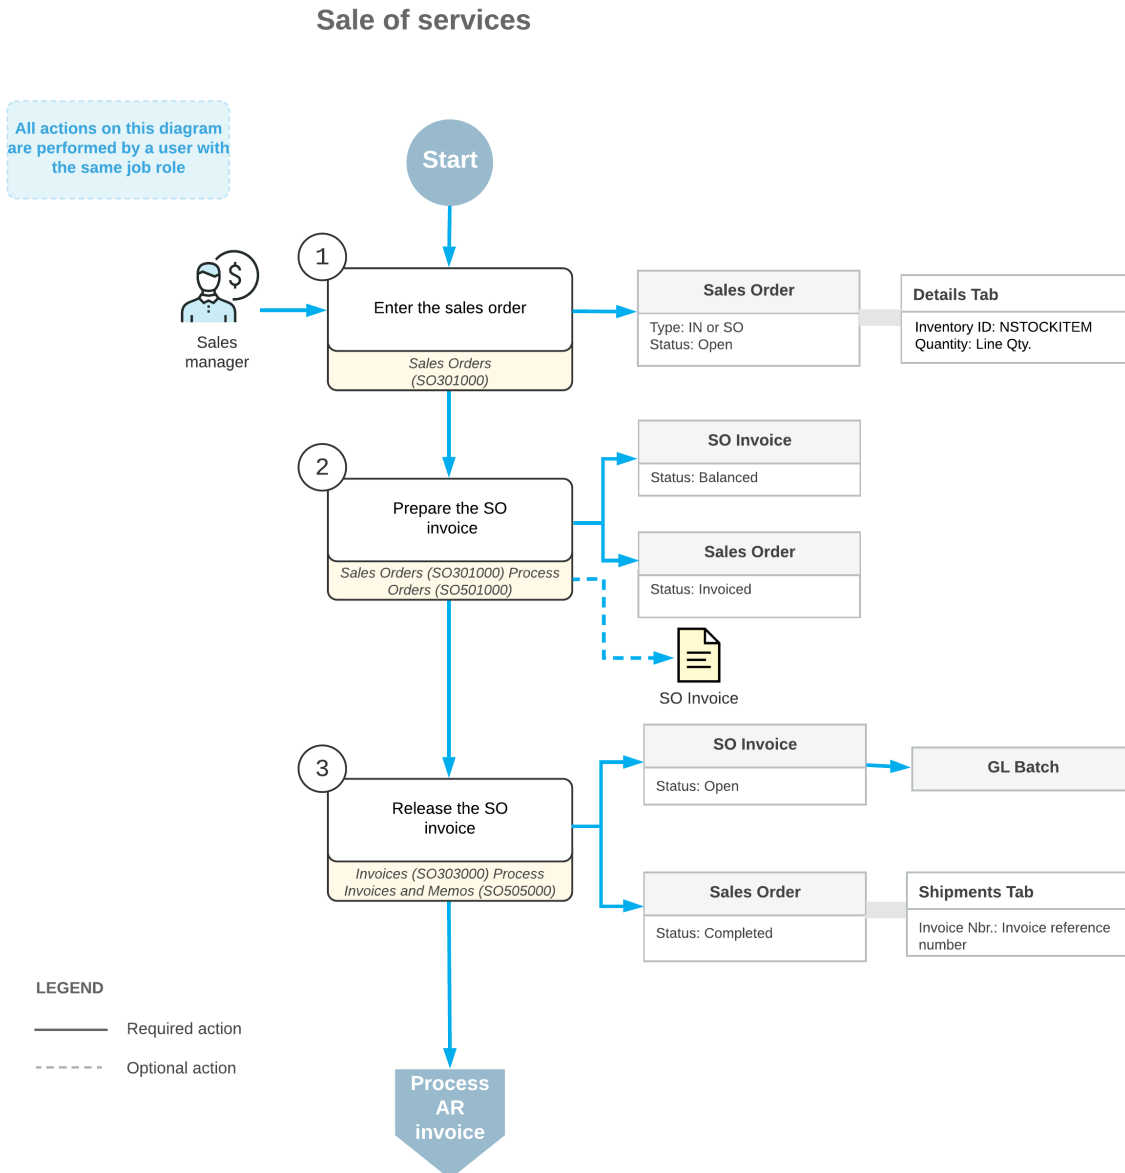 Sale of services
All actions on this diagram
are performed by a user with
the same job role
Start
1
Enter the sales order
Sales Orders
(SO301000)
Sales
manager
Sales Order
Type: IN or SO
Status: Open
Details Tab
Inventory ID: NSTOCKITEM
Quantity: Line Qty.
2
Prepare the SO
invoice
Sales Orders (SO301000) Process
Orders (SO501000)
SO Invoice
Status: Balanced
Sales Order
Status: Invoiced
SO Invoice
3
Release the SO
invoice
Invoices (SO303000) Process
Invoices and Memos (SO505000)
SO Invoice
Status: Open
GL Batch
Sales Order
Status: Completed
Shipments Tab
Invoice Nbr.: Invoice reference
number
LEGEND
Required action
Optional action
Process
AR
invoice